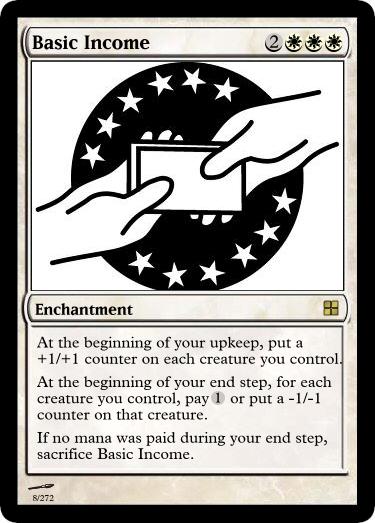 Basic Income 2
Enchantment
At the beginning of your upkeep, put a
+1/+1 counter on each creature you control.
At the beginning of your end step, for each
creature you control, pay 1 or put a -1/-1
counter on that creature.
If no mana was paid during your end step,
sacrifice Basic Income.
8/272